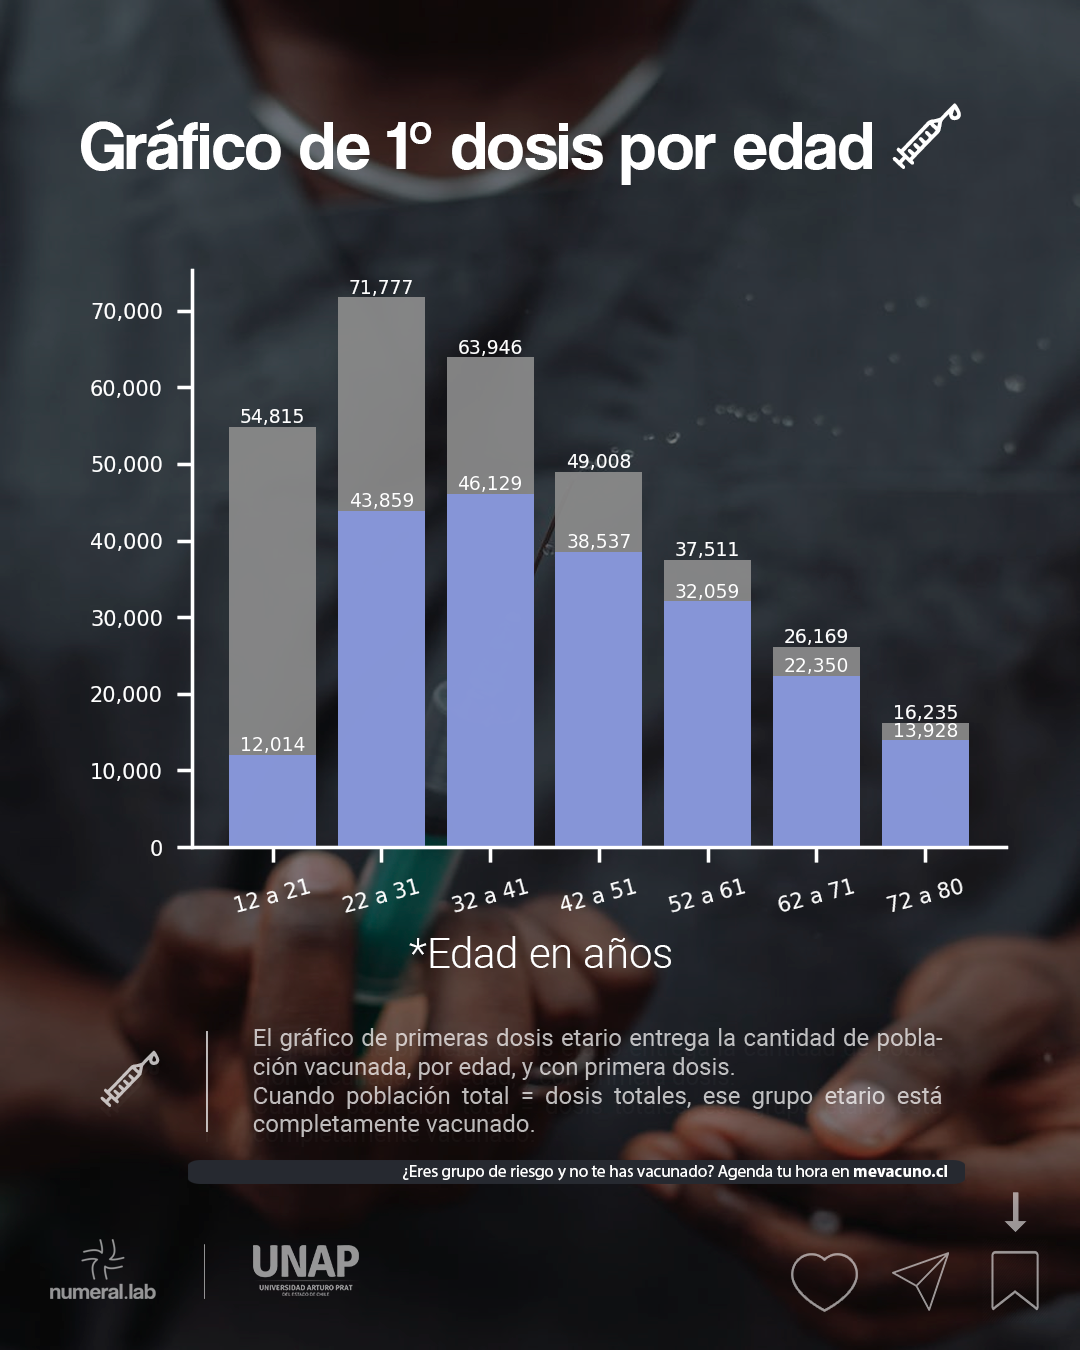 Gráfico de 1º dosis por edad
71,777
70,000
63,946
60,000
54,815
50,000
49,008
46,129
43,859
40,000
38,537
37,511
32,059
30,000
26,169
22,350
20,000
16,235
13,928
12,014
10,000
0
12 a 21
22 a 31
32 a 41
42 a 51
52 a 61
62 a 71
72 a 80
*Edad en años
El gráfico de primeras dosis etario entrega la cantidad de pobla-
ción vacunada, por edad, y con primera dosis.
Cuando población total = dosis totales, ese grupo etario está
completamente vacunado.
¿Eres grupo de riesgo y no te has vacunado? Agenda tu hora en mevacuno.cl
numeral.lab
UNAP
UNIVERSIDAD ARTURO PRAT
DEL ESTADO DE CHILE